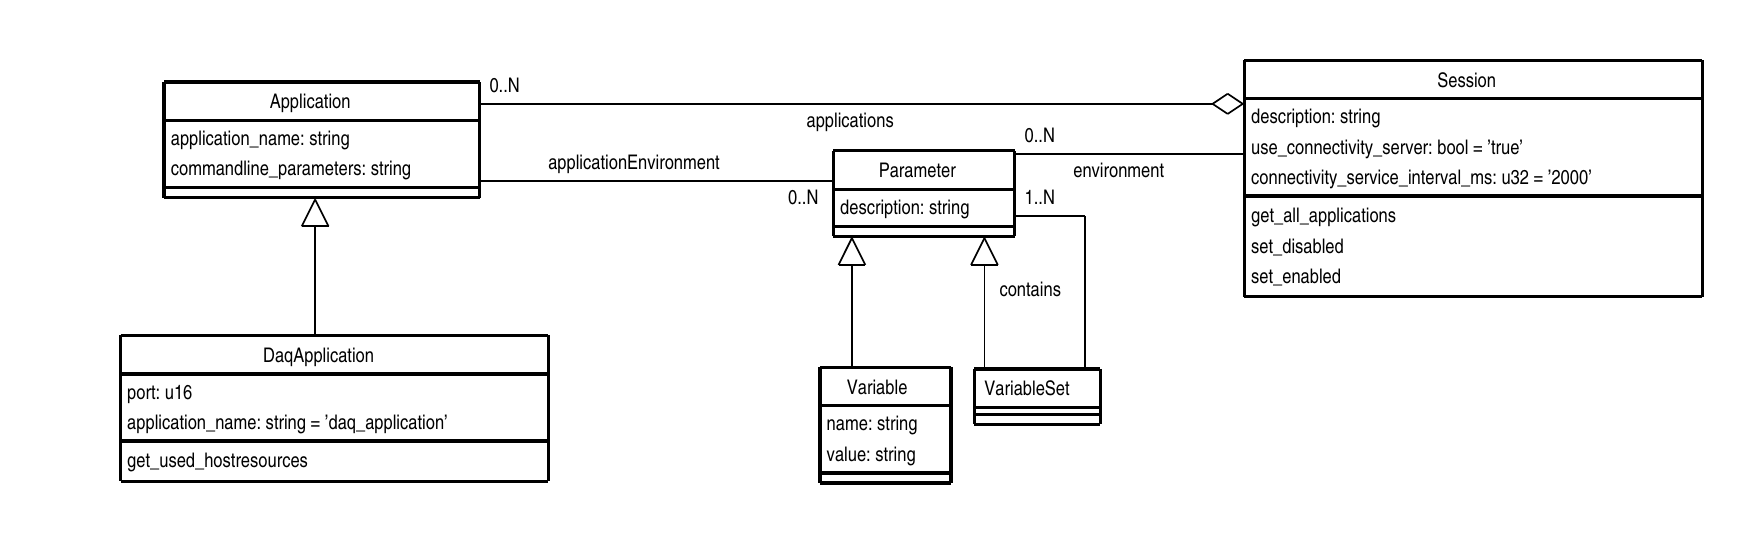 0..N
Application
application_name: string
commandline_parameters: string
applications
applicationEnvironment
0..N
Session
description: string
use_connectivity_server: bool = 'true'
connectivity_service_interval_ms: u32 = '2000'
get_all_applications
set_disabled
set_enabled
0..N
environment
Parameter
description: string
1..N
contains
DaqApplication
port: u16
application_name: string = 'daq_application'
get_used_hostresources
Variable
name: string
value: string
VariableSet